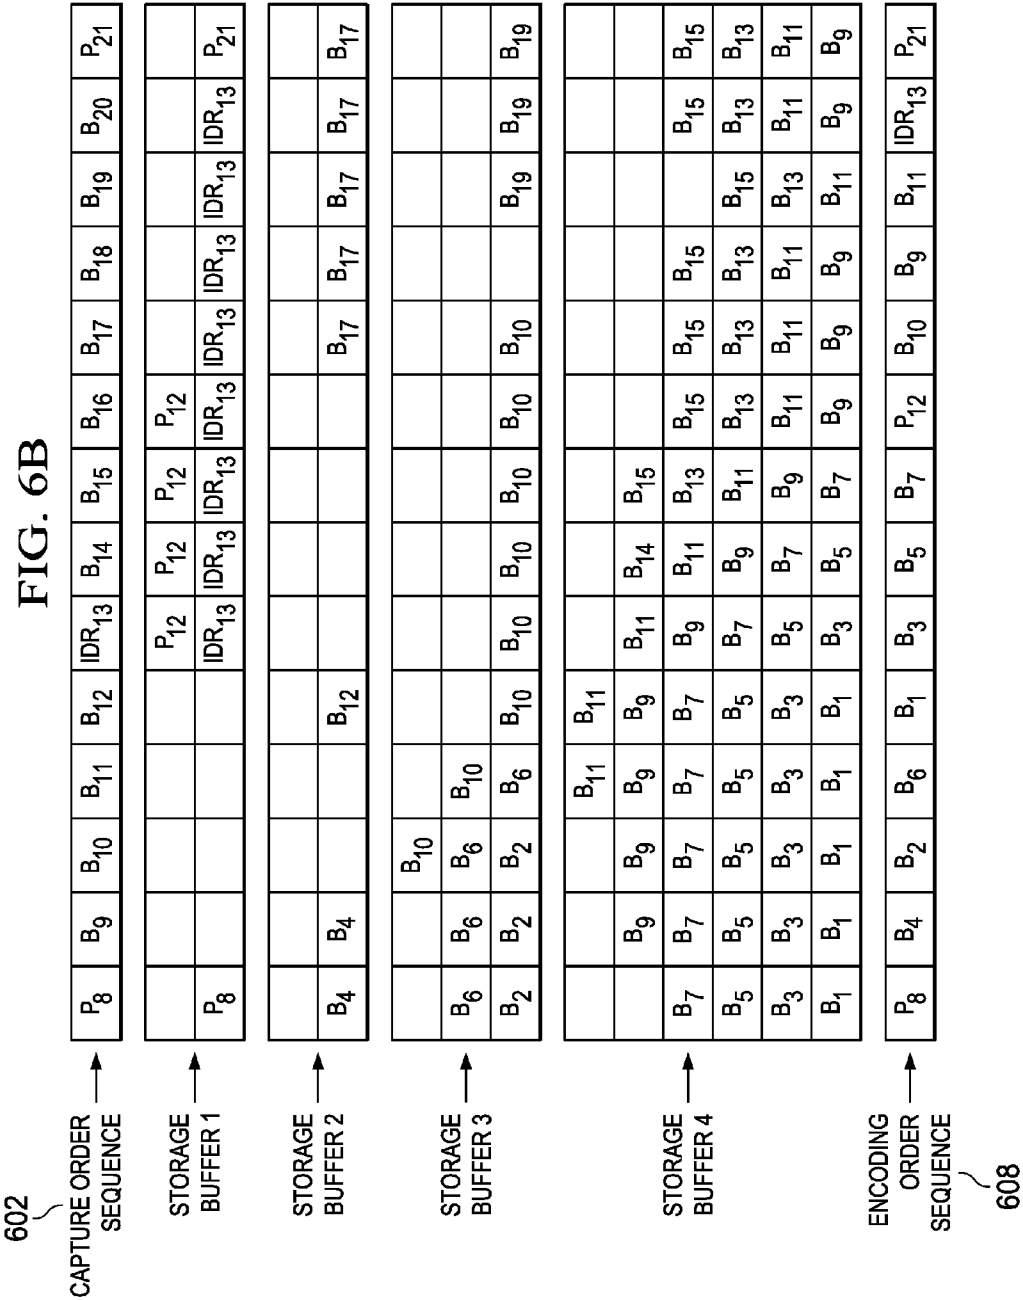 FIG. 6B
602
CAPTURE ORDER
SEQUENCE
P8 B9 B10 B11 B12 IDR13 B14 B15 B16 B17 B18 B19 B20 P21
STORAGE
BUFFER 1
P12 P12 P12 P12
P8 IDR13 IDR13 IDR13 IDR13 IDR13 IDR13 IDR13 IDR13 P21
STORAGE
BUFFER 2
B4 B4 B12 B17 B17 B17 B17 B17
STORAGE
BUFFER 3
B10
B6 B6 B6 B10
B2 B2 B2 B6 B10 B10 B10 B10 B10 B10 B19 B19 B19
STORAGE
BUFFER 4
B11 B11
B9 B9 B9 B9 B11 B14 B15
B7 B7 B7 B7 B7 B9 B11 B13 B15 B15 B15 B15 B15
B5 B5 B5 B5 B5 B7 B9 B11 B13 B13 B13 B15 B13 B13
B3 B3 B3 B3 B3 B5 B7 B9 B11 B11 B11 B13 B11 B11
B1 B1 B1 B1 B1 B3 B5 B7 B9 B9 B9 B11 B9 B9
ENCODING
ORDER
SEQUENCE
P8 B4 B2 B6 B1 B3 B5 B7 P12 B10 B9 B11 IDR13 P21
608